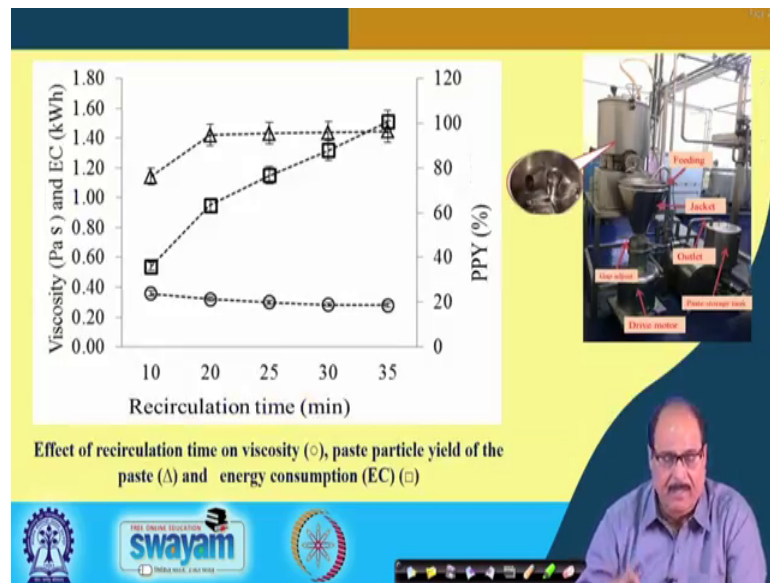 1.80
1.60
1.40
1.20
1.00
0.80
0.60
0.40
0.20
0.00
Viscosity (Pa s ) and EC (kWh)
120
100
80
60
40
20
0
PPY (%)
10 20 25 30 35
Recirculation time (min)
Feeding
Jacket
Outlet
Gap adjust
Paste storage tank
Drive motor
Effect of recirculation time on viscosity (○), paste particle yield of the
paste (Δ) and energy consumption (EC) (□)
FREE ONLINE EDUCATION
swayam